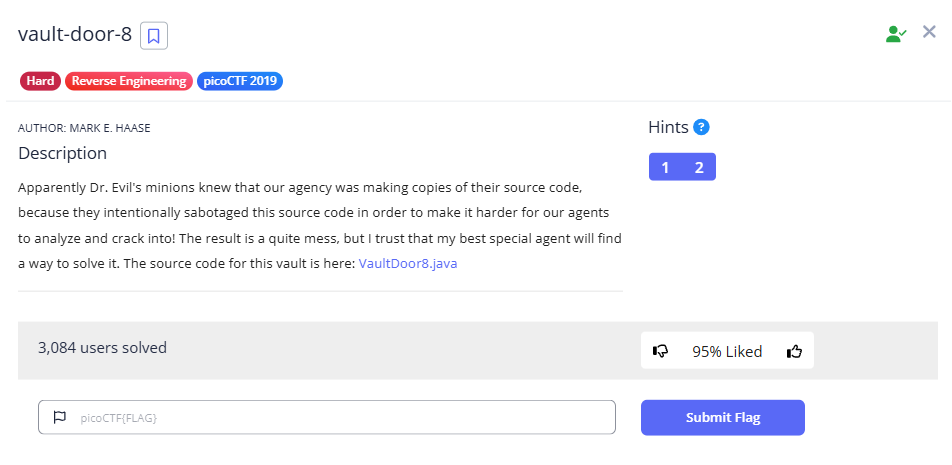 vault-door-8
Hard Reverse Engineering picoCTF 2019
AUTHOR: MARK E. HAASE
Description
Apparently Dr. Evil's minions knew that our agency was making copies of their source code,
because they intentionally sabotaged this source code in order to make it harder for our agents
to analyze and crack into! The result is a quite mess, but I trust that my best special agent will find
a way to solve it. The source code for this vault is here: VaultDoor8.java
Hints ?
1 2
3,084 users solved
95% Liked
picoCTF{FLAG}
Submit Flag